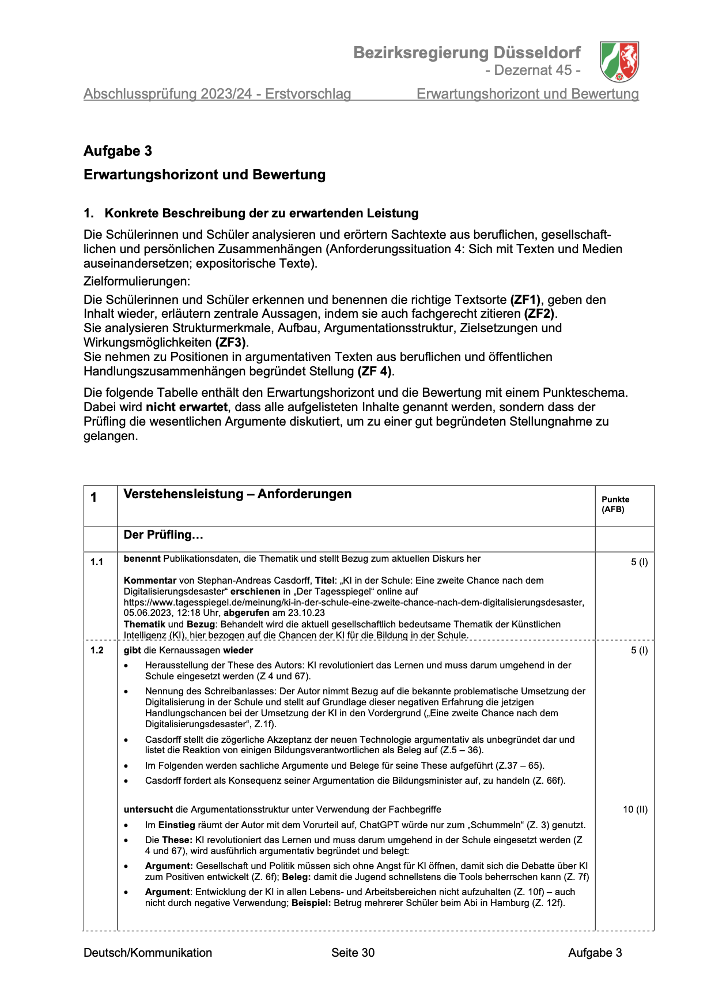 Bezirksregierung Düsseldorf
- Dezernat 45 -
Abschlussprüfung 2023/24 - Erstvorschlag Erwartungshorizont und Bewertung
Aufgabe 3
Erwartungshorizont und Bewertung
1. Konkrete Beschreibung der zu erwartenden Leistung
Die Schülerinnen und Schüler analysieren und erörtern Sachtexte aus beruflichen, gesellschaft-
lichen und persönlichen Zusammenhängen (Anforderungssituation 4: Sich mit Texten und Medien
auseinandersetzen; expositorische Texte).
Zielformulierungen:
Die Schülerinnen und Schüler erkennen und benennen die richtige Textsorte (ZF1), geben den
Inhalt wieder, erläutern zentrale Aussagen, indem sie auch fachgerecht zitieren (ZF2).
Sie analysieren Strukturmerkmale, Aufbau, Argumentationsstruktur, Zielsetzungen und
Wirkungsmöglichkeiten (ZF3).
Sie nehmen zu Positionen in argumentativen Texten aus beruflichen und öffentlichen
Handlungszusammenhängen begründet Stellung (ZF 4).
Die folgende Tabelle enthält den Erwartungshorizont und die Bewertung mit einem Punkteschema.
Dabei wird nicht erwartet, dass alle aufgelisteten Inhalte genannt werden, sondern dass der
Prüfling die wesentlichen Argumente diskutiert, um zu einer gut begründeten Stellungnahme zu
gelangen.
1 Verstehensleistung – Anforderungen Punkte
(AFB)
Der Prüfling…
1.1 benennt Publikationsdaten, die Thematik und stellt Bezug zum aktuellen Diskurs her 5 (I)
Kommentar von Stephan-Andreas Casdorff, Titel: „KI in der Schule: Eine zweite Chance nach dem
Digitalisierungsdesaster“ erschienen in „Der Tagesspiegel“ online auf
https://www.tagesspiegel.de/meinung/ki-in-der-schule-eine-zweite-chance-nach-dem-digitalisierungsdesaster,
05.06.2023, 12:18 Uhr, abgerufen am 23.10.23
Thematik und Bezug: Behandelt wird die aktuell gesellschaftlich bedeutsame Thematik der Künstlichen
Intelligenz (KI), hier bezogen auf die Chancen der KI für die Bildung in der Schule.
1.2 gibt die Kernaussagen wieder 5 (I)
• Herausstellung der These des Autors: KI revolutioniert das Lernen und muss darum umgehend in der
Schule eingesetzt werden (Z 4 und 67).
• Nennung des Schreibanlasses: Der Autor nimmt Bezug auf die bekannte problematische Umsetzung der
Digitalisierung in der Schule und stellt auf Grundlage dieser negativen Erfahrung die jetzigen
Handlungschancen bei der Umsetzung der KI in den Vordergrund („Eine zweite Chance nach dem
Digitalisierungsdesaster“, Z.1f).
• Casdorff stellt die zögerliche Akzeptanz der neuen Technologie argumentativ als unbegründet dar und
listet die Reaktion von einigen Bildungsverantwortlichen als Beleg auf (Z.5 – 36).
• Im Folgenden werden sachliche Argumente und Belege für seine These aufgeführt (Z.37 – 65).
• Casdorff fordert als Konsequenz seiner Argumentation die Bildungsminister auf, zu handeln (Z. 66f).
untersucht die Argumentationsstruktur unter Verwendung der Fachbegriffe 10 (II)
• Im Einstieg räumt der Autor mit dem Vorurteil auf, ChatGPT würde nur zum „Schummeln“ (Z. 3) genutzt.
• Die These: KI revolutioniert das Lernen und muss darum umgehend in der Schule eingesetzt werden (Z
4 und 67), wird ausführlich argumentativ begründet und belegt:
• Argument: Gesellschaft und Politik müssen sich ohne Angst für KI öffnen, damit sich die Debatte über KI
zum Positiven entwickelt (Z. 6f); Beleg: damit die Jugend schnellstens die Tools beherrschen kann (Z. 7f)
• Argument: Entwicklung der KI in allen Lebens- und Arbeitsbereichen nicht aufzuhalten (Z. 10f) – auch
nicht durch negative Verwendung; Beispiel: Betrug mehrerer Schüler beim Abi in Hamburg (Z. 12f).
Deutsch/Kommunikation Seite 30 Aufgabe 3